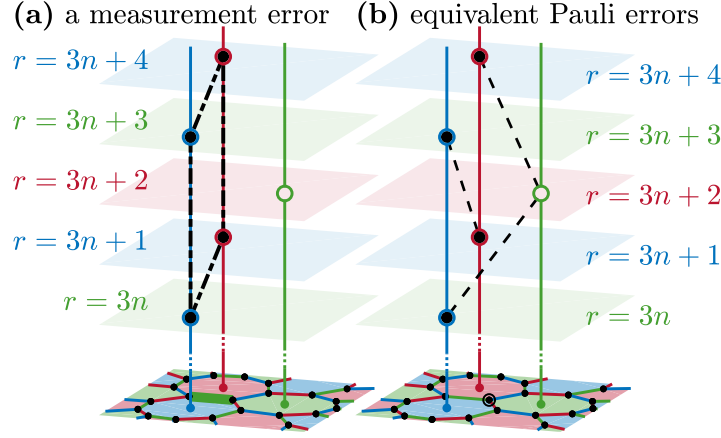 (a) a measurement error
r = 3n + 4
r = 3n + 3
r = 3n + 2
r = 3n + 1
r = 3n
(b) equivalent Pauli errors
r = 3n + 4
r = 3n + 3
r = 3n + 2
r = 3n + 1
r = 3n